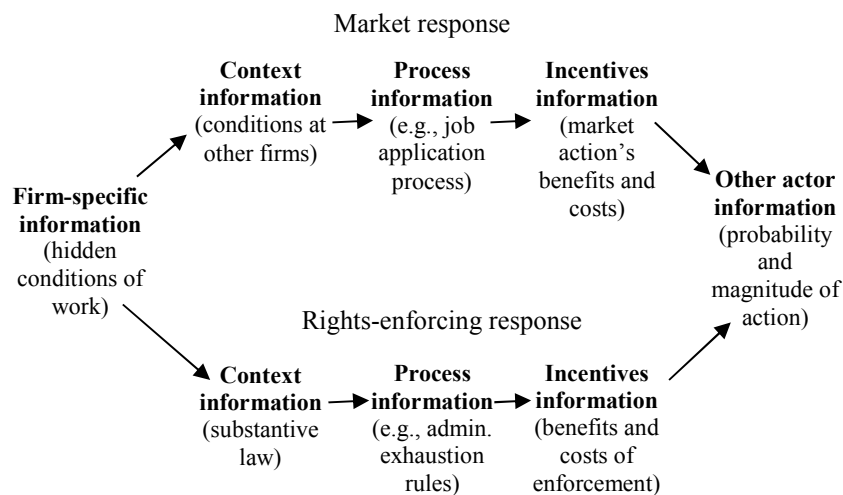 Market response
Context
information
(conditions at
other firms)
Process
information
(e.g., job
application
process)
Incentives
information
(market
action's
benefits and
costs)
Firm-specific
information
(hidden
conditions of
work)
Other actor
information
(probability
and
magnitude of
action)
Rights-enforcing response
Context
information
(substantive
law)
Process
information
(e.g., admin.
exhaustion
rules)
Incentives
information
(benefits and
costs of
enforcement)